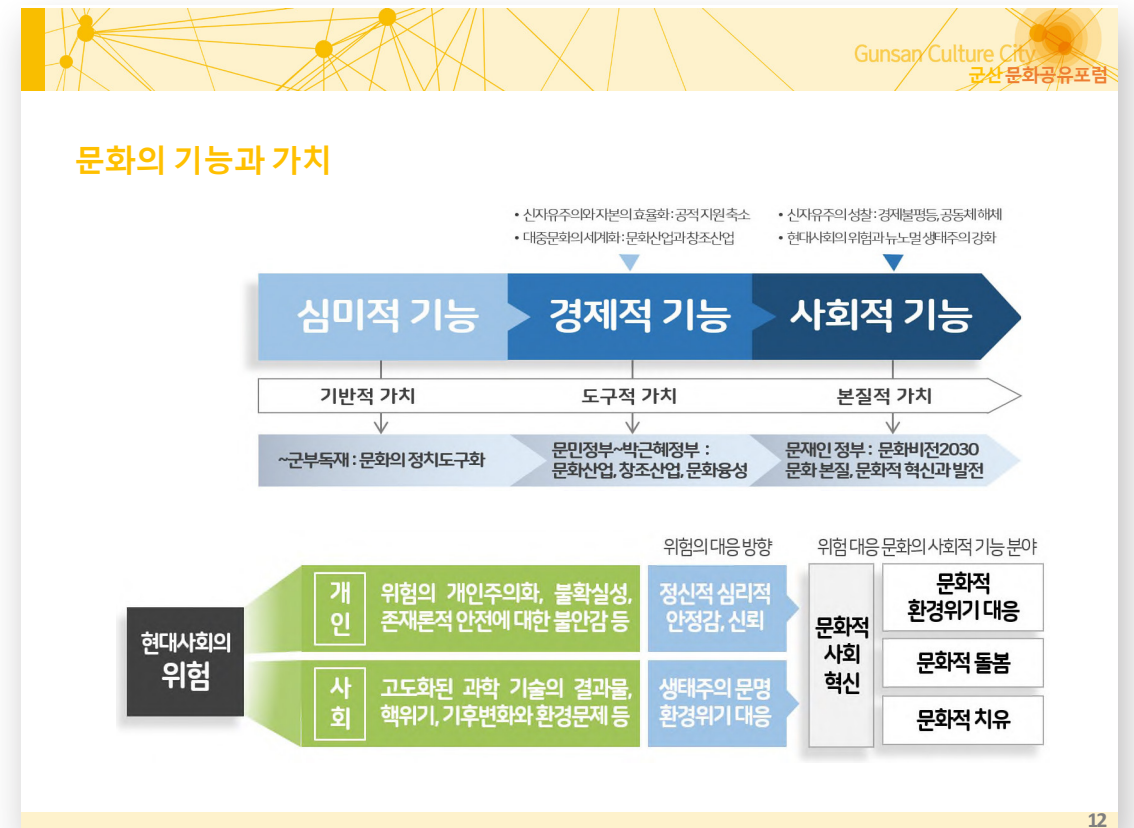 Gunsan Culture City
군산 문화공유포럼
문화의 기능과 가치
• 신자유주의와 자본의 효율화 : 공적 지원 축소
• 대중문화의 세계화 : 문화산업과 창조산업
• 신자유주의 성찰 : 경제불평등, 공동체 해체
• 현대사회의 위험과 뉴노멀 생태주의 강화
심미적 기능
경제적 기능
사회적 기능
기반적 가치
도구적 가치
본질적 가치
~군부독재 : 문화의 정치도구화
문민정부~박근혜정부 :
문화산업, 창조산업, 문화융성
문재인 정부 : 문화비전2030
문화 본질, 문화적 혁신과 발전
위험의 대응 방향
위험 대응 문화의 사회적 기능 분야
현대사회의
위험
개
인
위험의 개인주의화, 불확실성,
존재론적 안전에 대한 불안감 등
정신적 심리적
안정감, 신뢰
사
회
고도화된 과학 기술의 결과물,
핵위기, 기후변화와 환경문제 등
생태주의 문명
환경위기 대응
문화적
사회
혁신
문화적
환경위기 대응
문화적 돌봄
문화적 치유
12